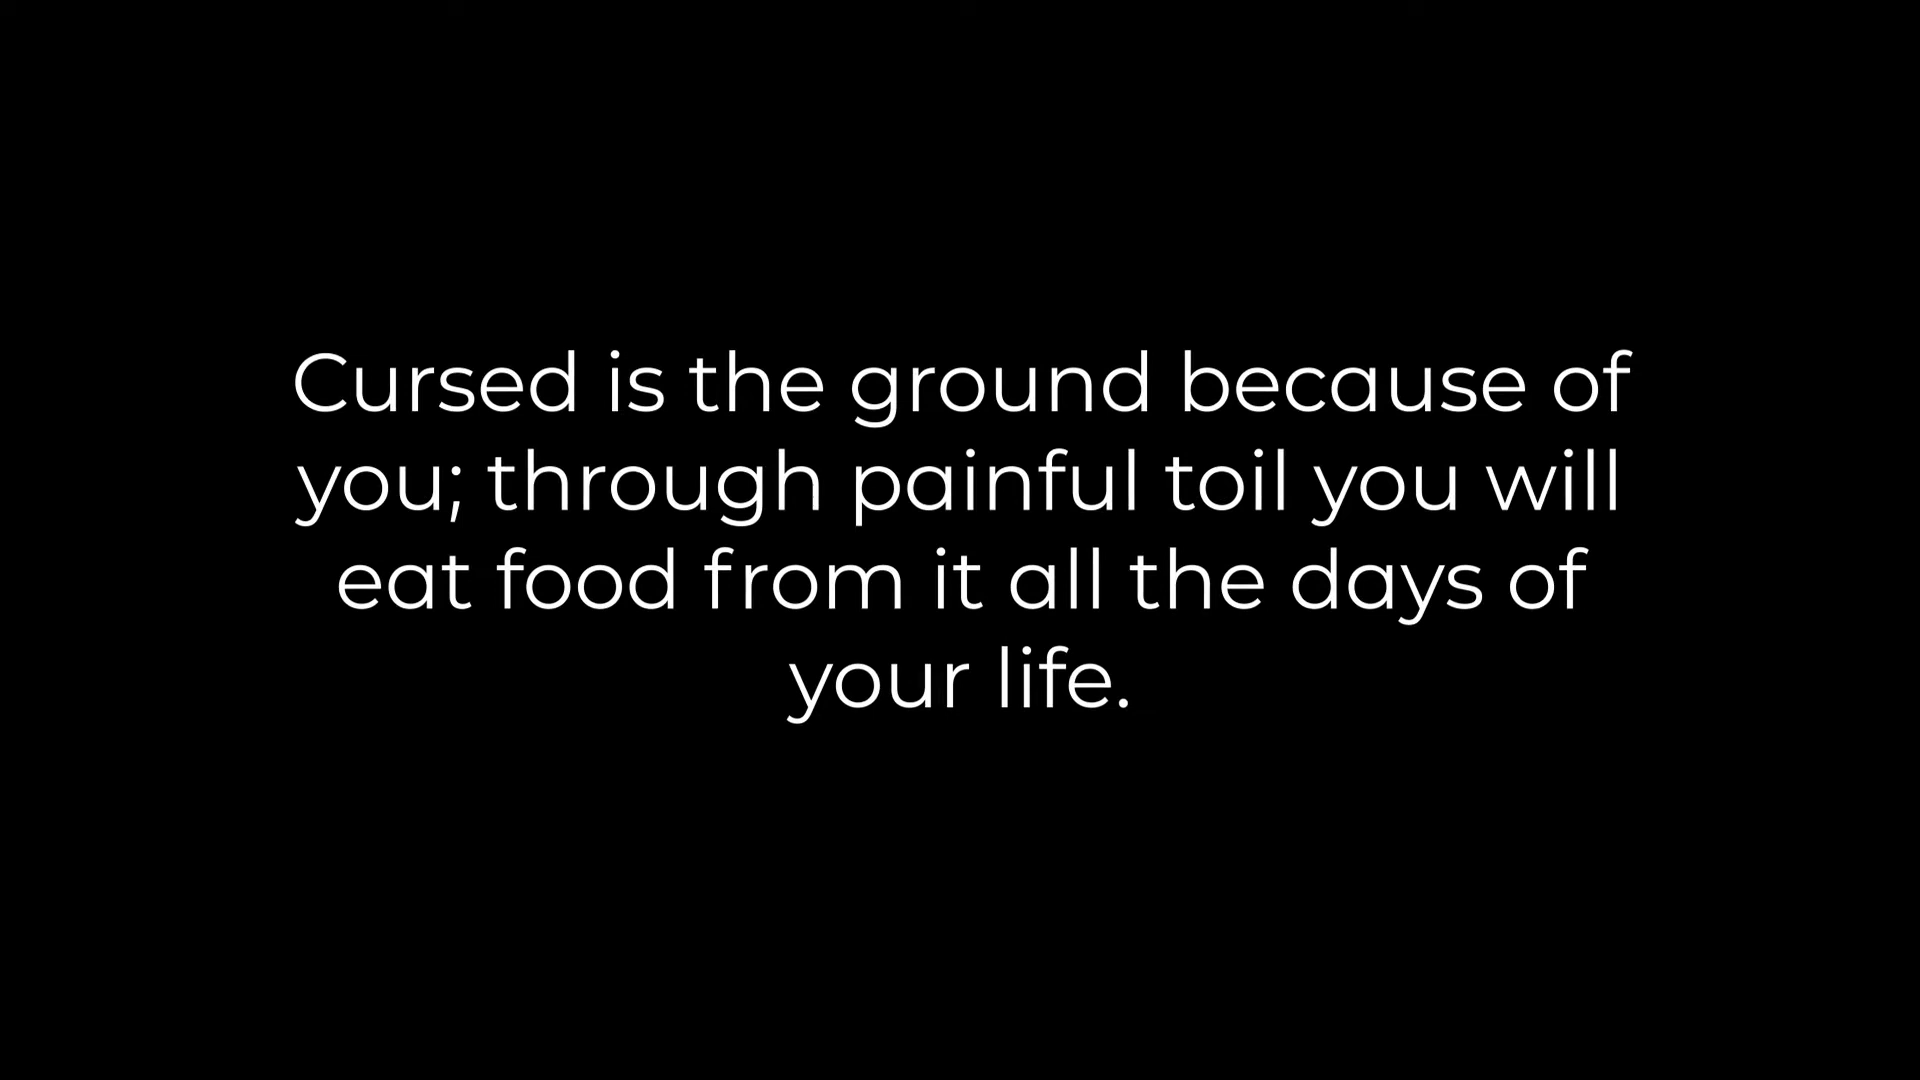 Cursed is the ground because of
you; through painful toil you will
eat food from it all the days of
your life.